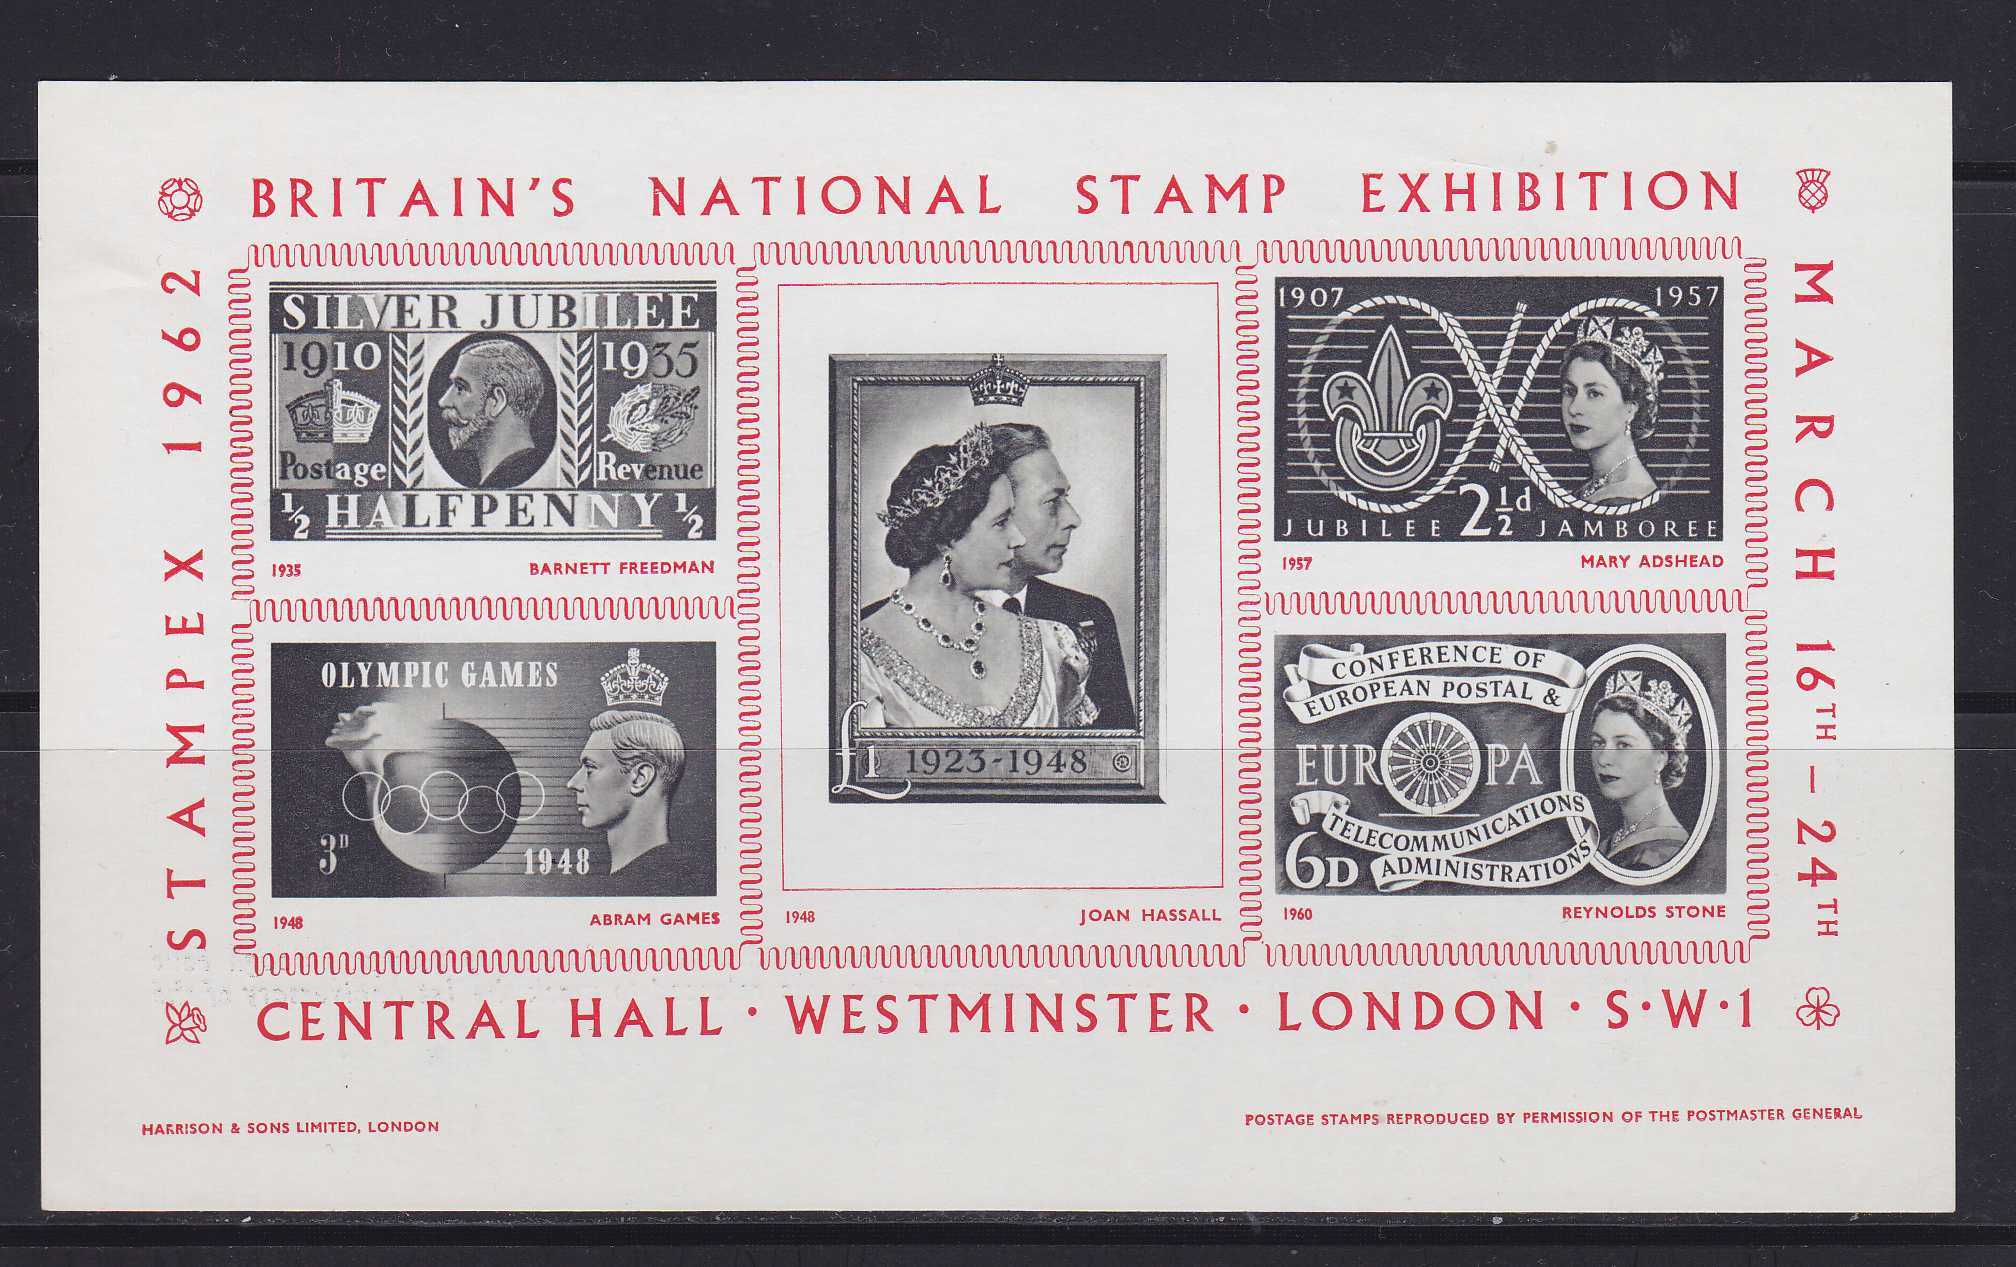 BRITAIN'S NATIONAL STAMP EXHIBITION
STAMPEX 1962
MARCH 16TH – 24TH
SILVER JUBILEE
1910 1935
Postage Revenue
½ HALFPENNY ½
1935 BARNETT FREEDMAN
OLYMPIC GAMES
3D 1948
1948 ABRAM GAMES
£1 1923-1948
1948 JOAN HASSALL
1907 1957
JUBILEE 2½d JAMBOREE
1957 MARY ADSHEAD
CONFERENCE OF
EUROPEAN POSTAL &
EUROPA
TELECOMMUNICATIONS
6D ADMINISTRATIONS
1960 REYNOLDS STONE
CENTRAL HALL · WESTMINSTER · LONDON · S·W·1
HARRISON & SONS LIMITED, LONDON
POSTAGE STAMPS REPRODUCED BY PERMISSION OF THE POSTMASTER GENERAL